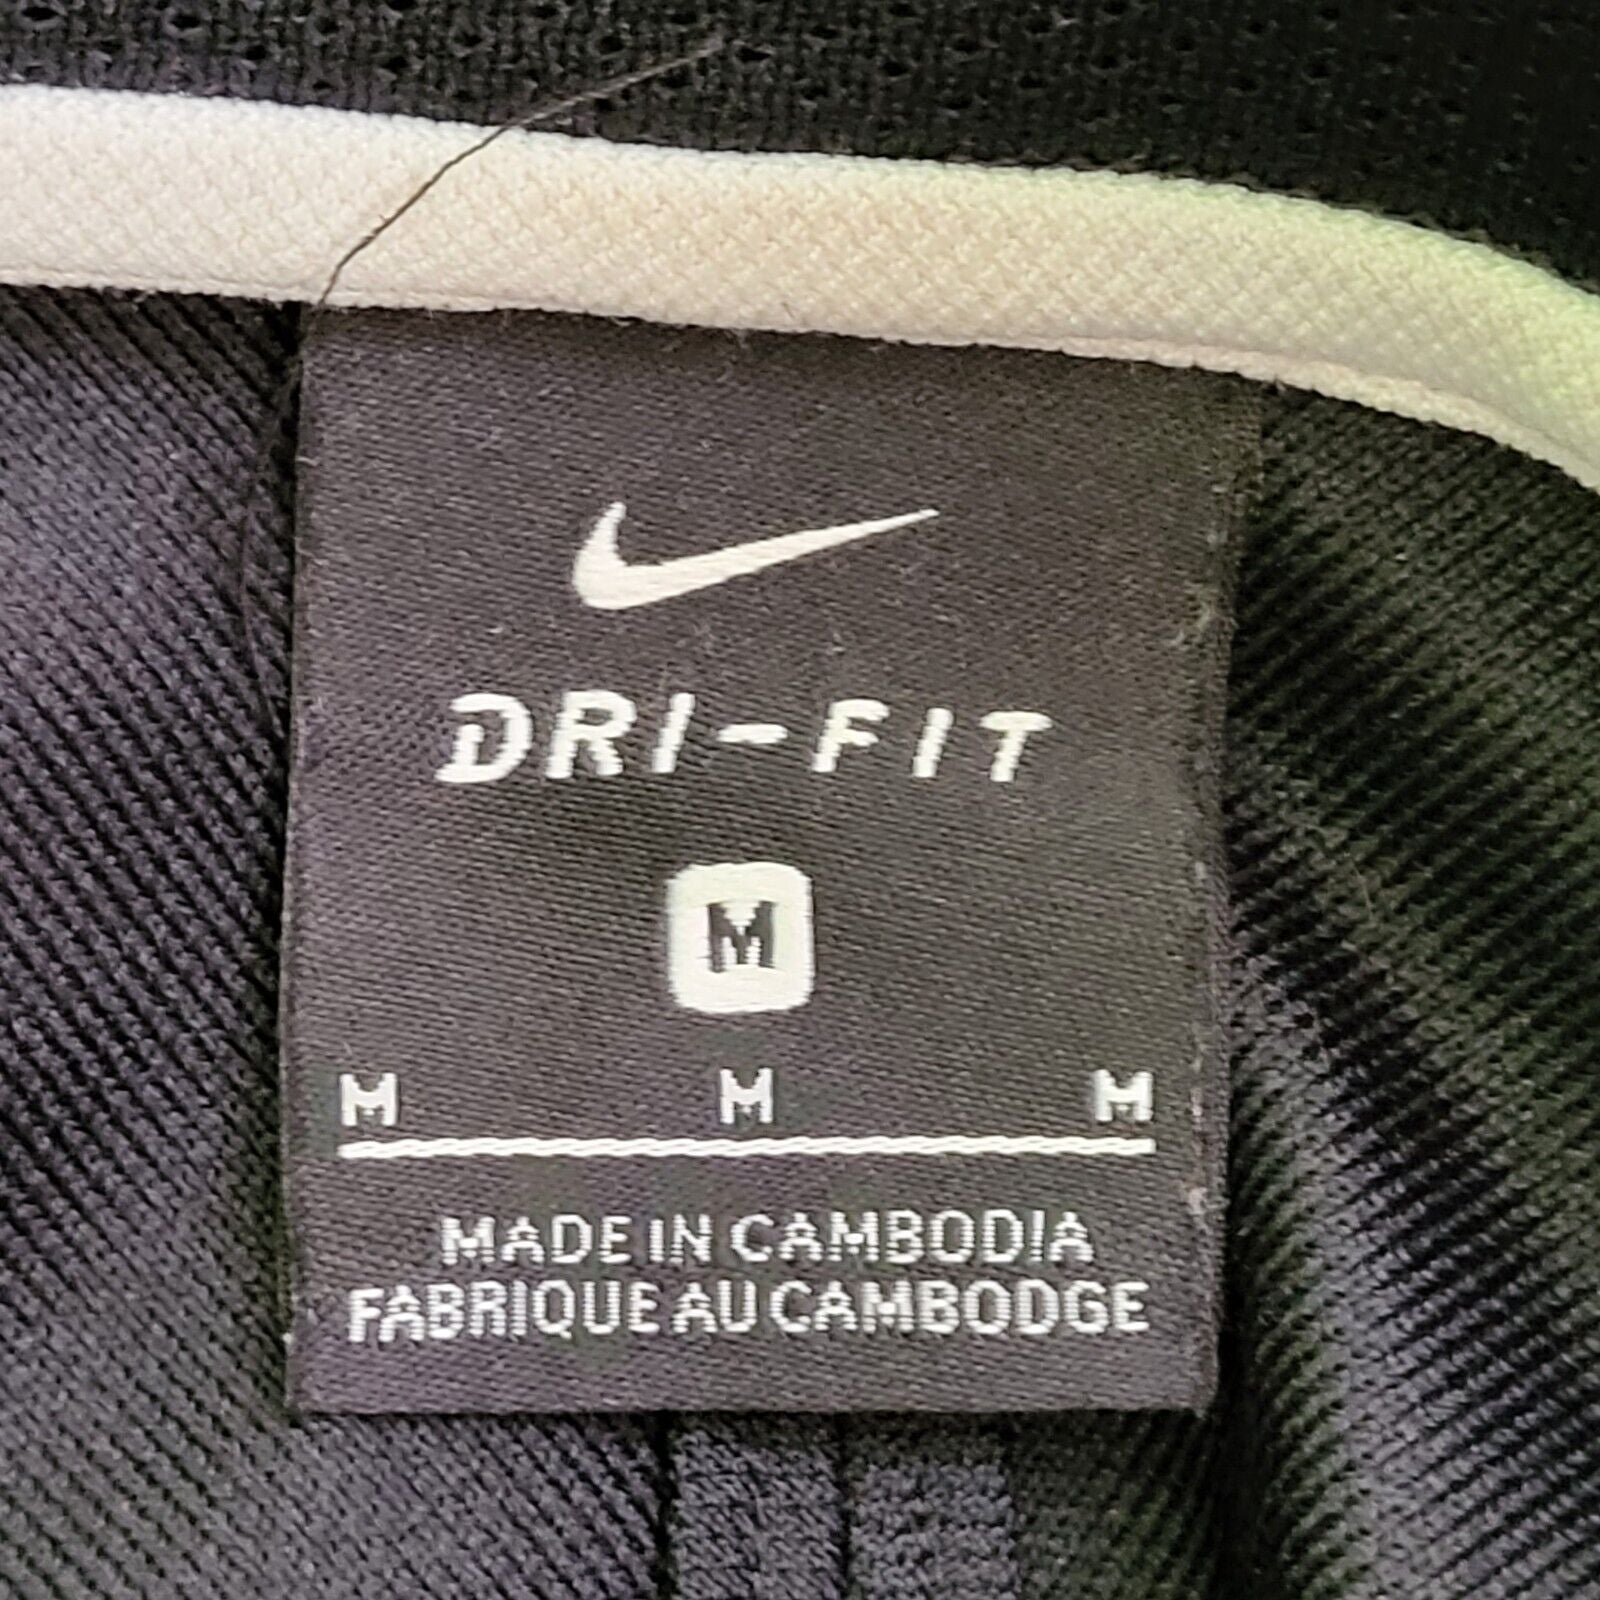 DRI-FIT
M
M M M
MADE IN CAMBODIA
FABRIQUE AU CAMBODGE